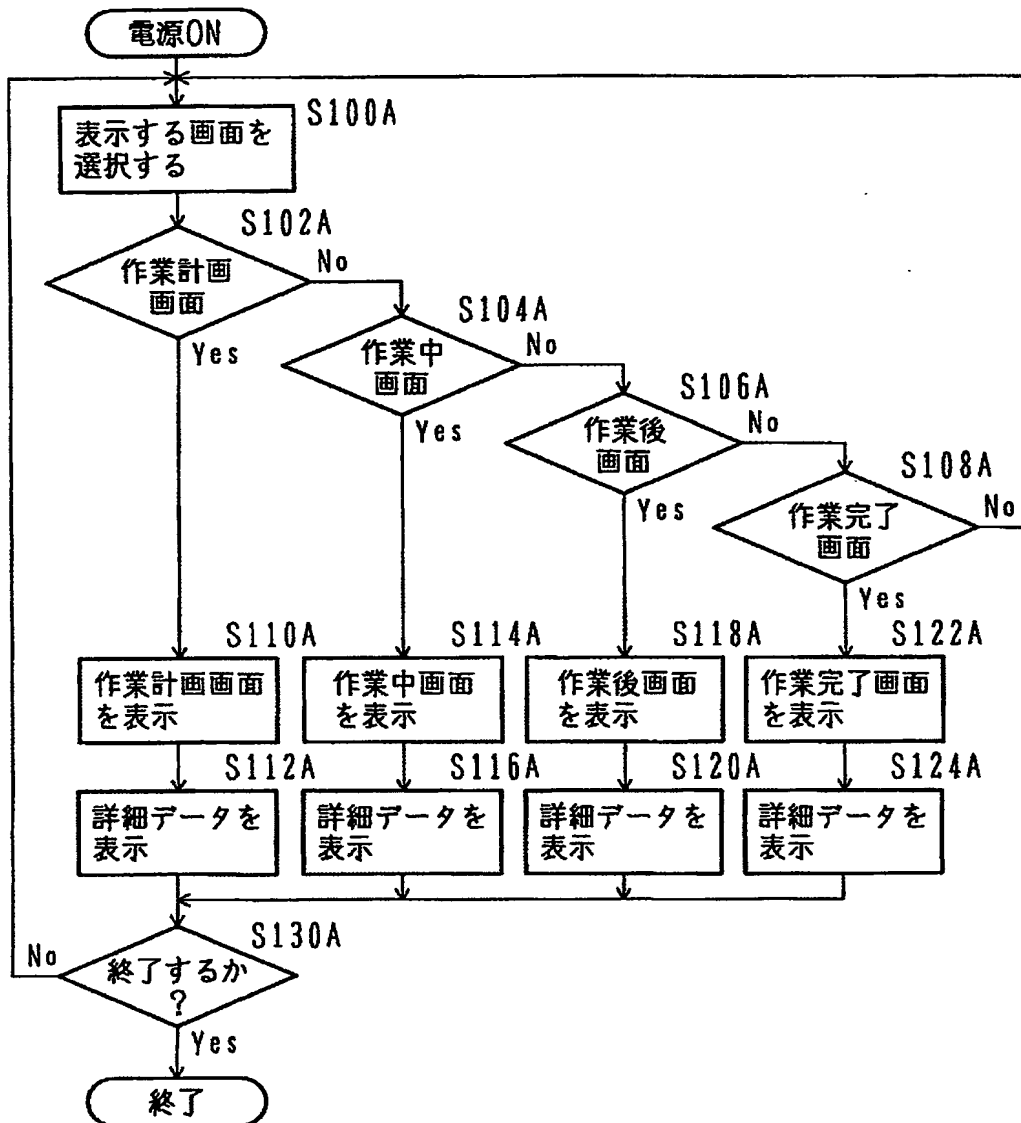 電源ON
S100A
表示する画面を
選択する
S102A
作業計画
画面
No
Yes
S104A
作業中
画面
No
Yes
S106A
作業後
画面
No
Yes
S108A
作業完了
画面
No
Yes
S110A
作業計画画面
を表示
S114A
作業中画面
を表示
S118A
作業後画面
を表示
S122A
作業完了画面
を表示
S112A
詳細データを
表示
S116A
詳細データを
表示
S120A
詳細データを
表示
S124A
詳細データを
表示
S130A
終了するか
?
No
Yes
終了